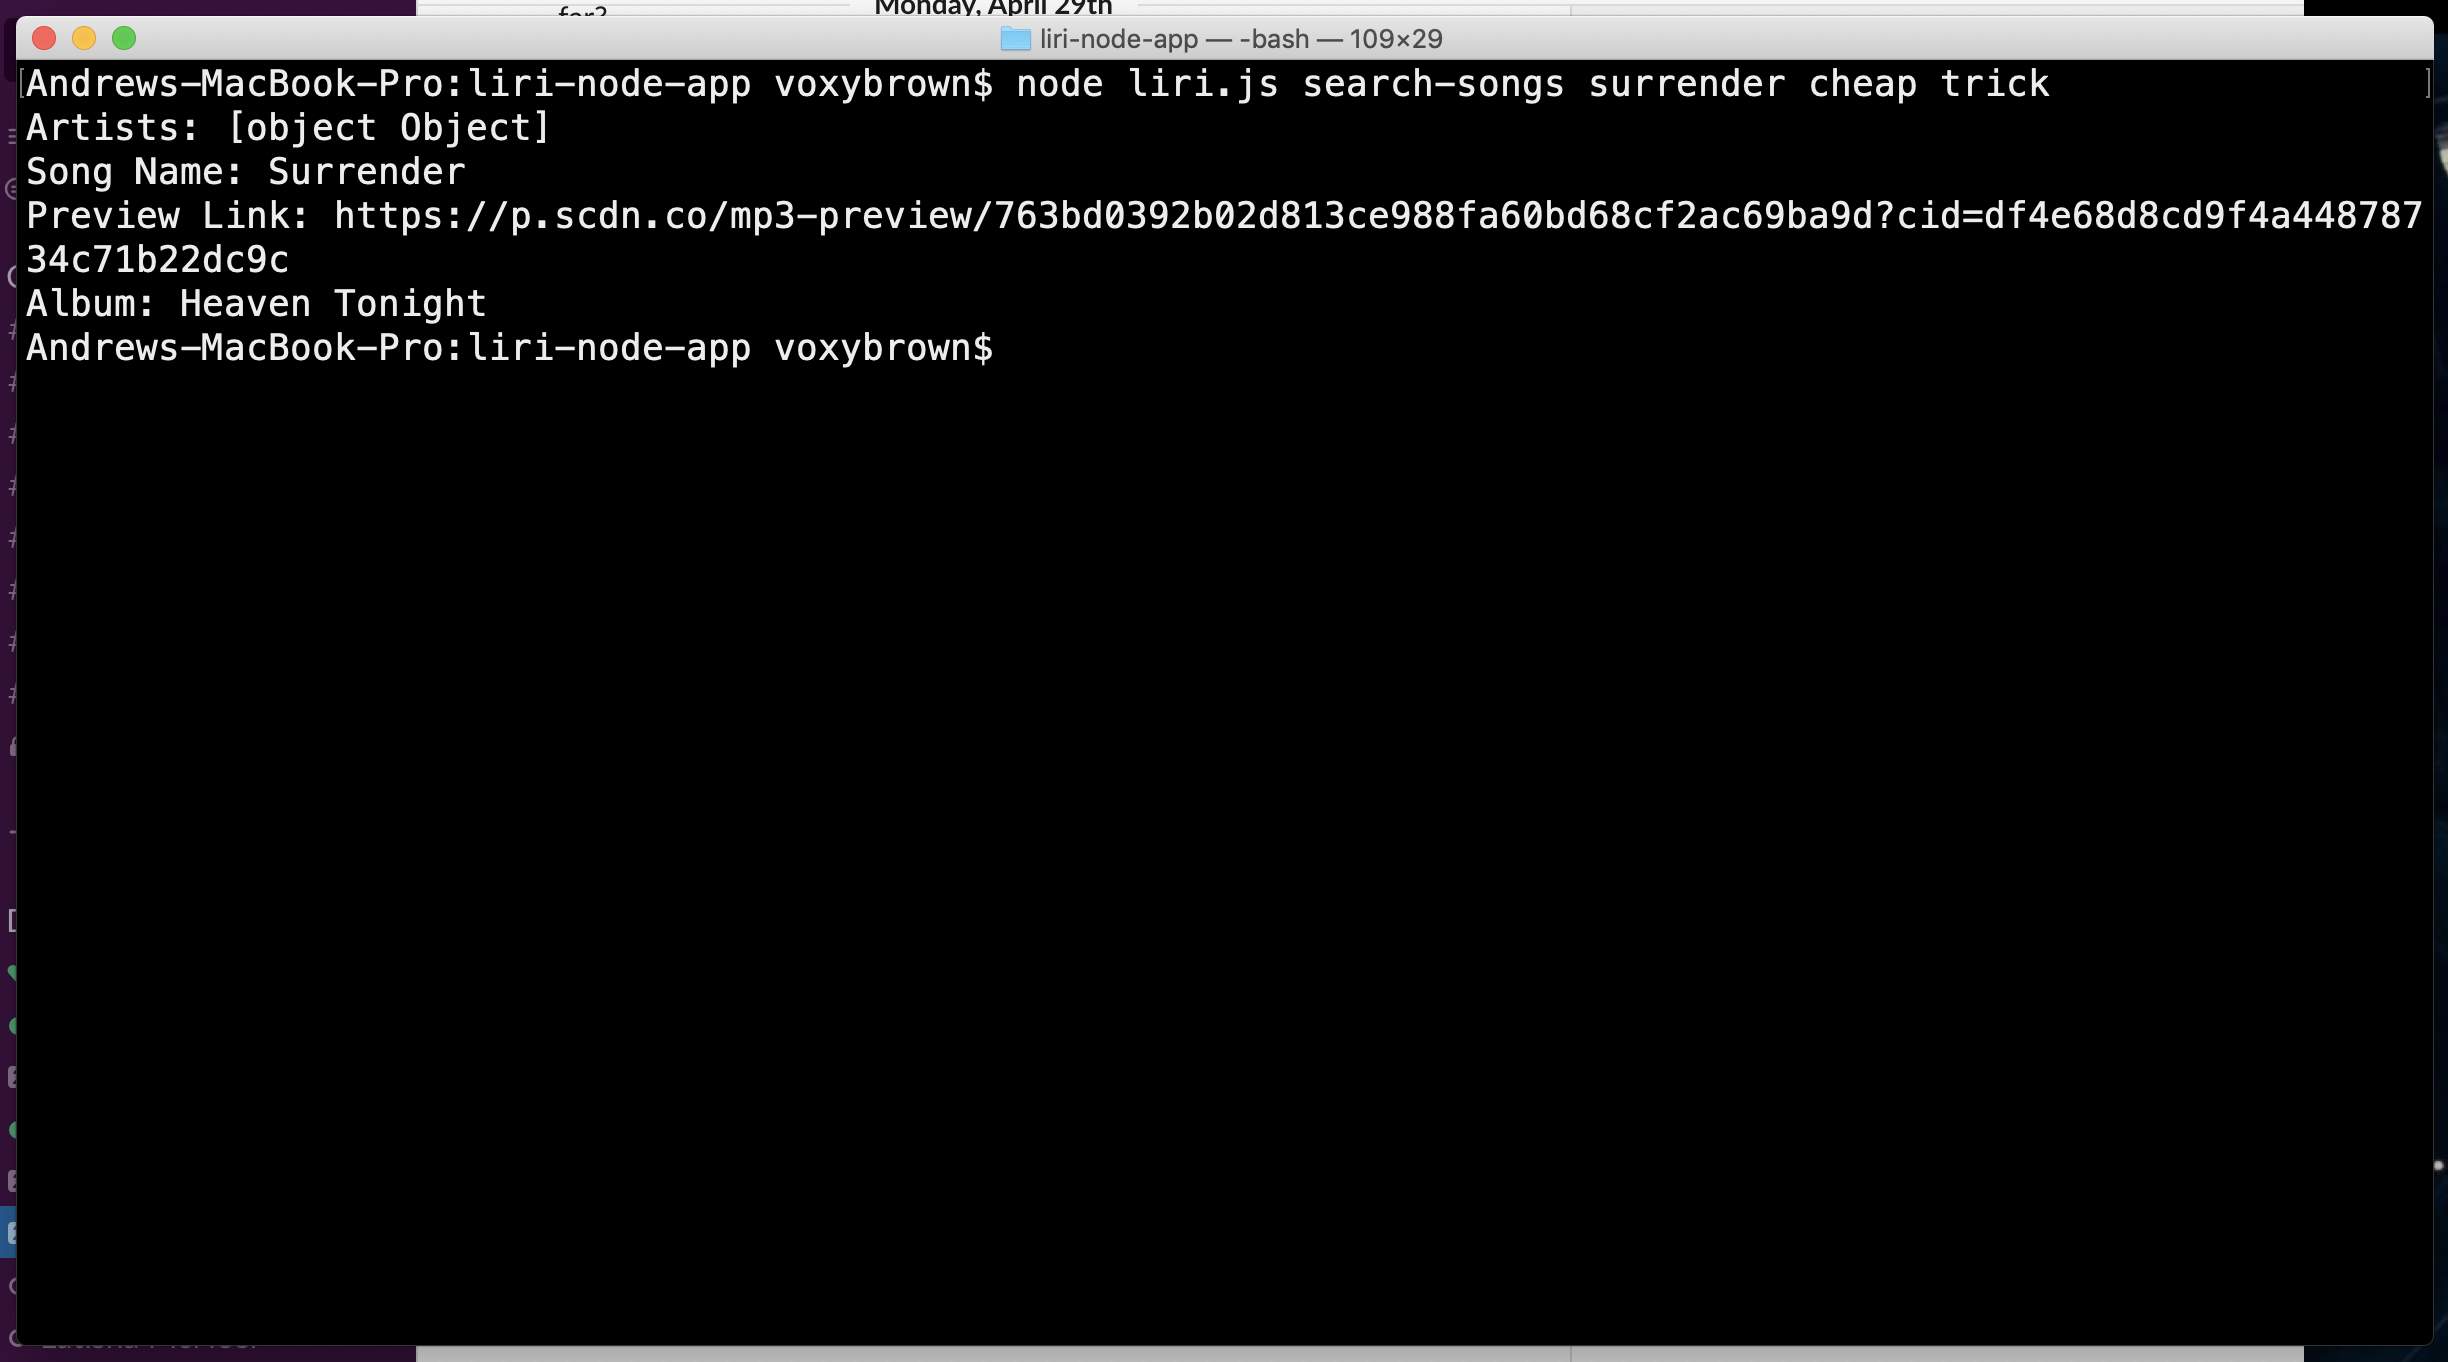 Monday, April 29th
liri-node-app — -bash — 109×29
Andrews-MacBook-Pro:liri-node-app voxybrown$ node liri.js search-songs surrender cheap trick
Artists: [object Object]
Song Name: Surrender
Preview Link: https://p.scdn.co/mp3-preview/763bd0392b02d813ce988fa60bd68cf2ac69ba9d?cid=df4e68d8cd9f4a448787
34c71b22dc9c
Album: Heaven Tonight
Andrews-MacBook-Pro:liri-node-app voxybrown$